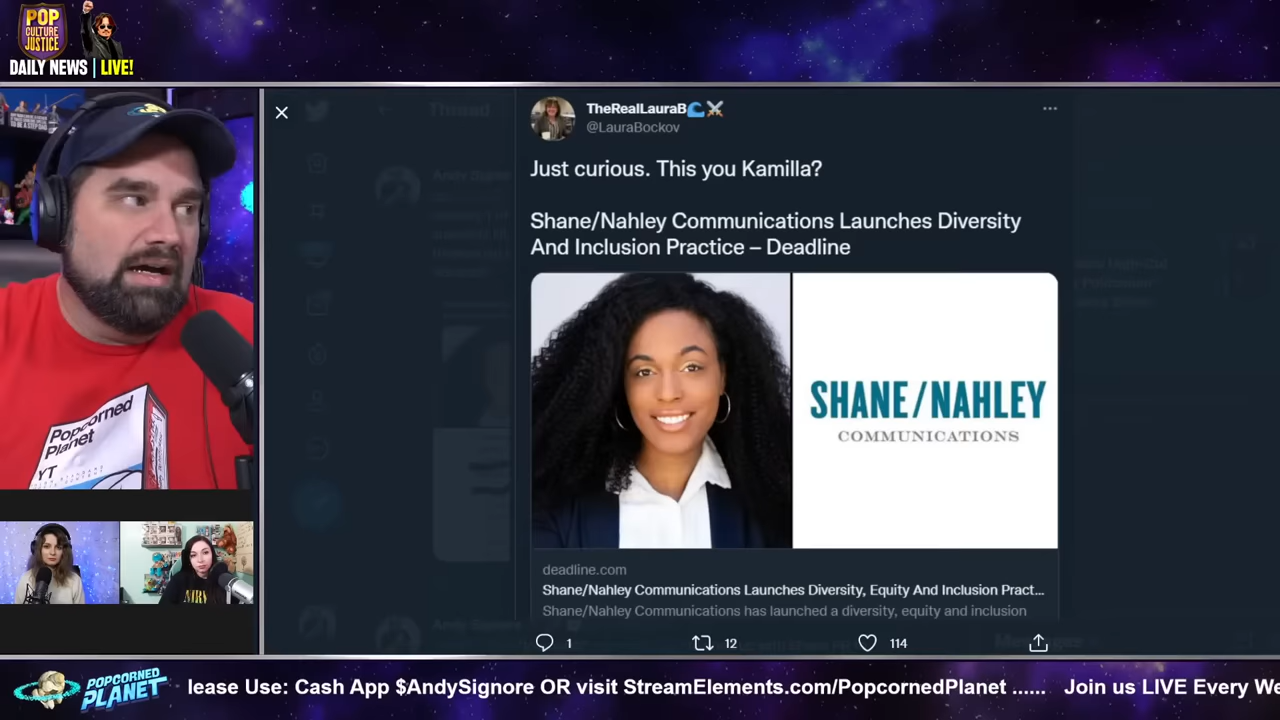 POP
CULTURE
JUSTICE
DAILY NEWS | LIVE!
Thread
TheRealLauraB
@LauraBockov
Just curious. This you Kamilla?
Shane/Nahley Communications Launches Diversity
And Inclusion Practice – Deadline
SHANE/NAHLEY
COMMUNICATIONS
deadline.com
Shane/Nahley Communications Launches Diversity, Equity And Inclusion Pract...
Shane/Nahley Communications has launched a diversity, equity and inclusion
1
12
114
Popcorned
Planet
YT
POPCORNED
PLANET
lease Use: Cash App $AndySignore OR visit StreamElements.com/PopcornedPlanet ...... Join us LIVE Every We